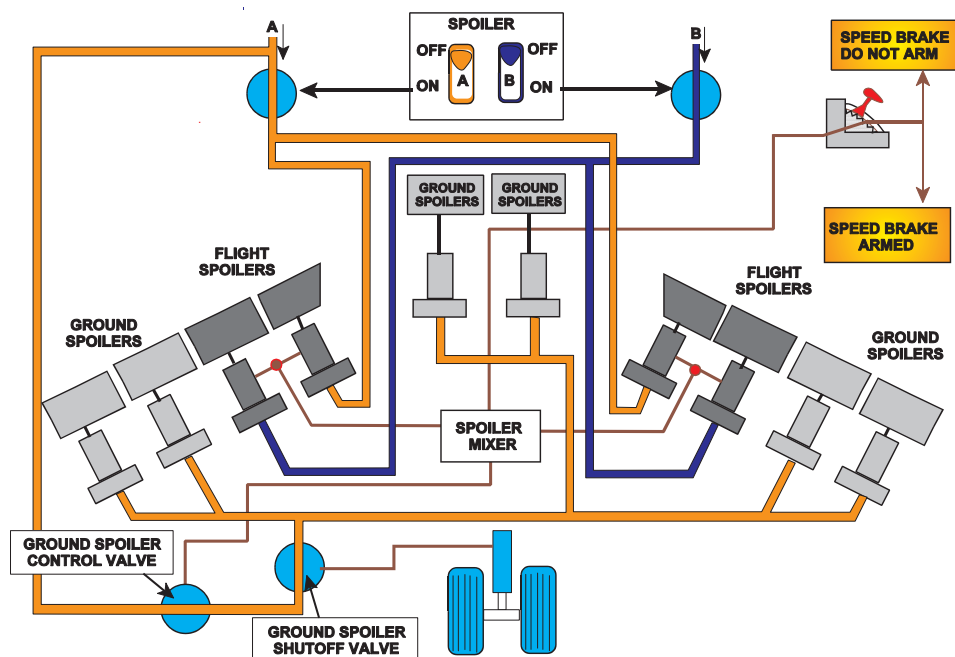 A
SPOILER
OFF
OFF
A
B
ON
ON
B
SPEED BRAKE
DO NOT ARM
GROUND
SPOILERS
GROUND
SPOILERS
SPEED BRAKE
ARMED
FLIGHT
SPOILERS
FLIGHT
SPOILERS
GROUND
SPOILERS
GROUND
SPOILERS
SPOILER
MIXER
GROUND SPOILER
CONTROL VALVE
GROUND SPOILER
SHUTOFF VALVE